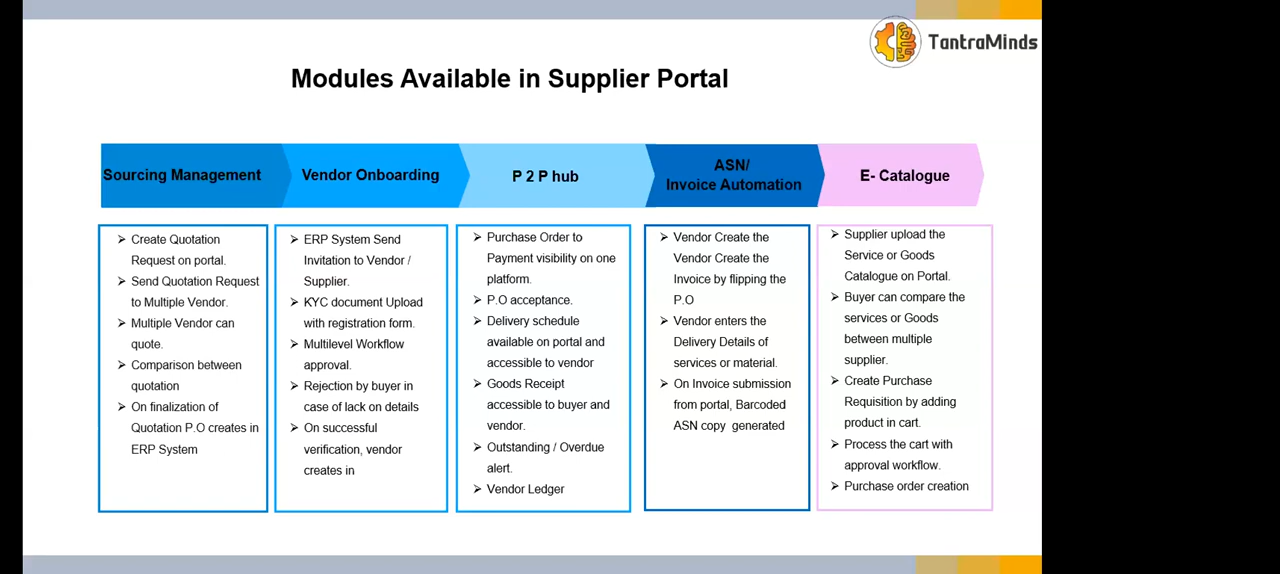 TantraMinds
Modules Available in Supplier Portal
Sourcing Management
Vendor Onboarding
P 2 P hub
ASN/
Invoice Automation
E- Catalogue
➢ Create Quotation
Request on portal.
➢ Send Quotation Request
to Multiple Vendor.
➢ Multiple Vendor can
quote.
➢ Comparison between
quotation
➢ On finalization of
Quotation P.O creates in
ERP System
➢ ERP System Send
Invitation to Vendor /
Supplier.
➢ KYC document Upload
with registration form.
➢ Multilevel Workflow
approval.
➢ Rejection by buyer in
case of lack on details
➢ On successful
verification, vendor
creates in
➢ Purchase Order to
Payment visibility on one
platform.
➢ P.O acceptance.
➢ Delivery schedule
available on portal and
accessible to vendor
➢ Goods Receipt
accessible to buyer and
vendor.
➢ Outstanding / Overdue
alert.
➢ Vendor Ledger
➢ Vendor Create the
Vendor Create the
Invoice by flipping the
P.O
➢ Vendor enters the
Delivery Details of
services or material.
➢ On Invoice submission
from portal, Barcoded
ASN copy generated
➢ Supplier upload the
Service or Goods
Catalogue on Portal.
➢ Buyer can compare the
services or Goods
between multiple
supplier.
➢ Create Purchase
Requisition by adding
product in cart.
➢ Process the cart with
approval workflow.
➢ Purchase order creation